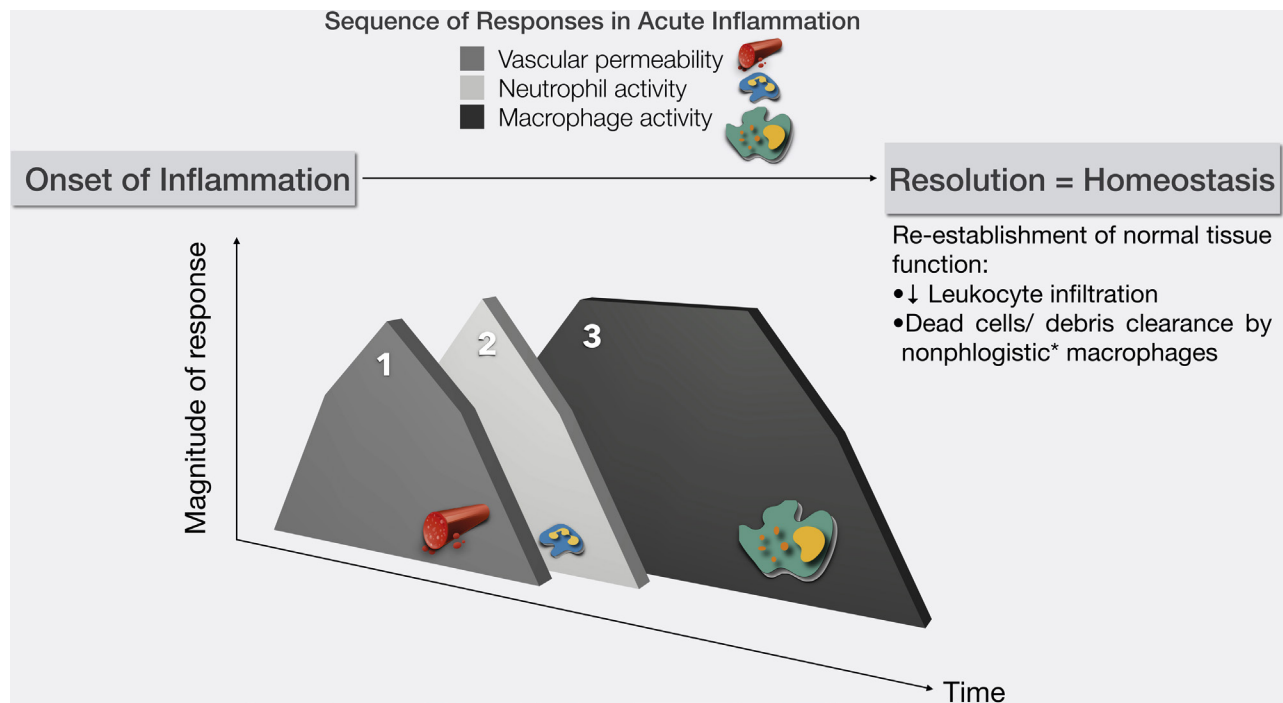 Sequence of Responses in Acute Inflammation
Vascular permeability
Neutrophil activity
Macrophage activity
Onset of Inflammation
Resolution = Homeostasis
Re-establishment of normal tissue
function:
•↓ Leukocyte infiltration
•Dead cells/ debris clearance by
nonphlogistic* macrophages
Magnitude of response
1
2
3
Time